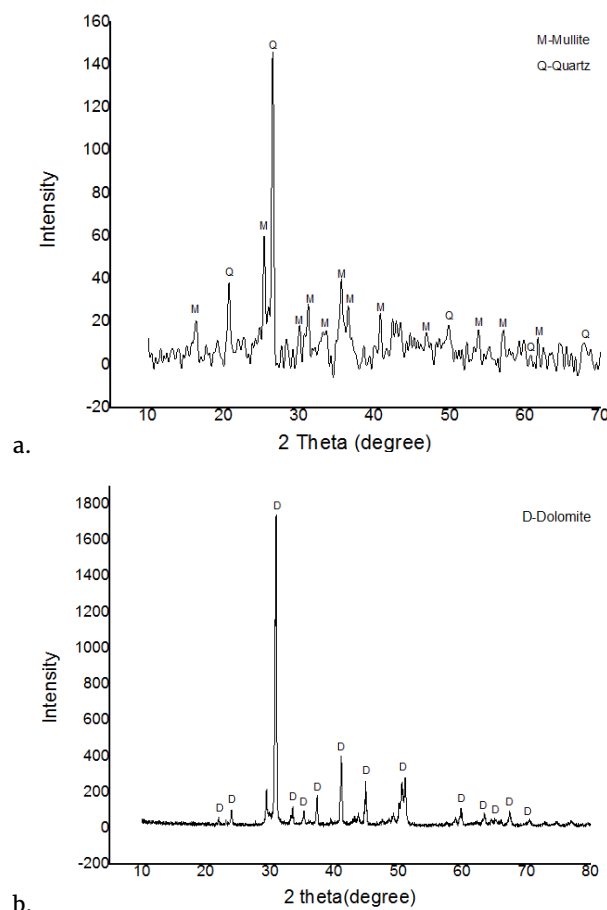 160
140
120
100
80
60
40
20
0
-20
Intensity
M-Mullite
Q-Quartz
Q
M
Q
M
M
M
M
M
M
M
M
Q
M
M
Q
M
Q
10 20 30 40 50 60 70
2 Theta (degree)
a.
1800
1600
1400
1200
1000
800
600
400
200
0
-200
Intensity
D-Dolomite
D
D
D
D
D
D
D
D
D
D
D
D
D
D
10 20 30 40 50 60 70 80
2 theta(degree)
b.